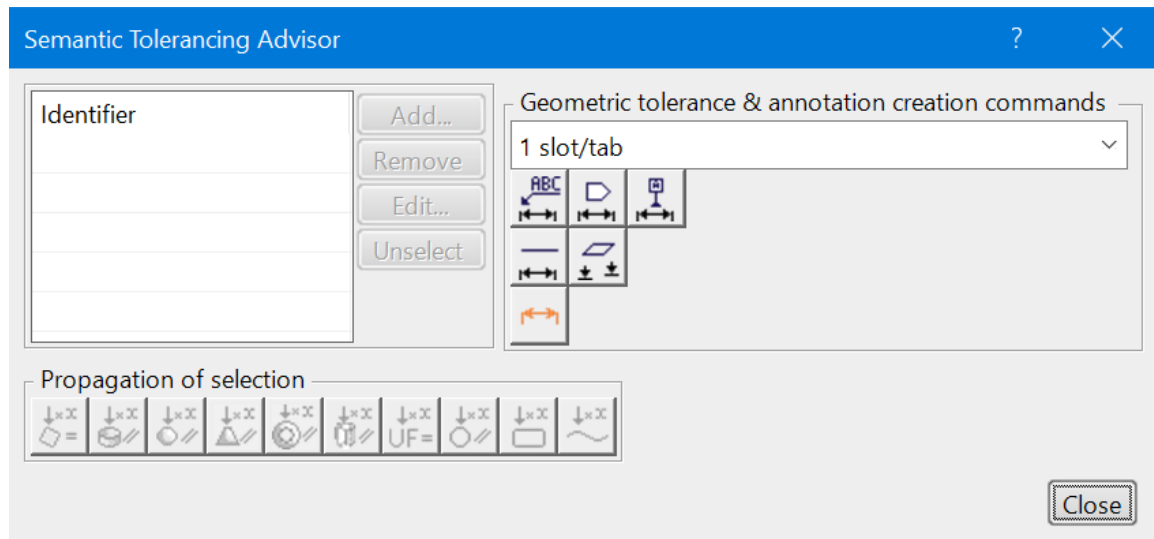 Semantic Tolerancing Advisor ?
Identifier
Add...
Remove
Edit...
Unselect
Geometric tolerance & annotation creation commands
1 slot/tab
ABC
A
Propagation of selection
UF=
Close